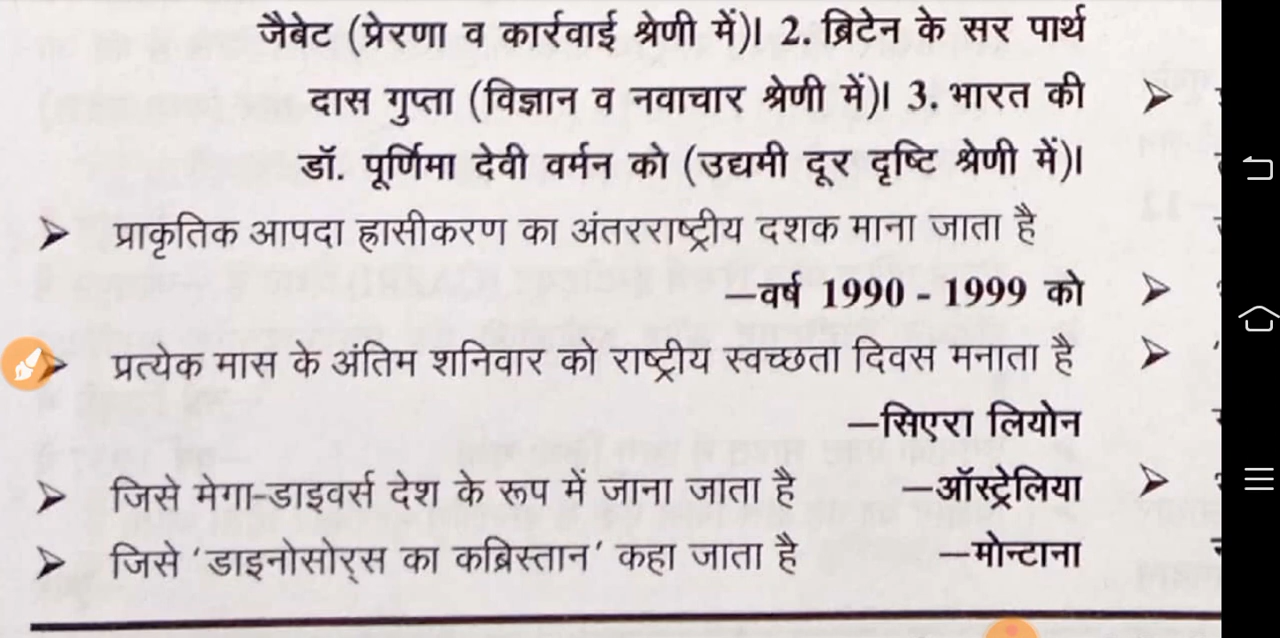 जैबेट (प्रेरणा व कार्रवाई श्रेणी में)। 2. ब्रिटेन के सर पार्थ
दास गुप्ता (विज्ञान व नवाचार श्रेणी में)। 3. भारत की
डॉ. पूर्णिमा देवी वर्मन को (उद्यमी दूर दृष्टि श्रेणी में)।
➢ प्राकृतिक आपदा ह्रासीकरण का अंतरराष्ट्रीय दशक माना जाता है
—वर्ष 1990 - 1999 को
➢ प्रत्येक मास के अंतिम शनिवार को राष्ट्रीय स्वच्छता दिवस मनाता है
—सिएरा लियोन
➢ जिसे मेगा-डाइवर्स देश के रूप में जाना जाता है —ऑस्ट्रेलिया
➢ जिसे ‘डाइनोसोर्स का कब्रिस्तान’ कहा जाता है —मोन्टाना